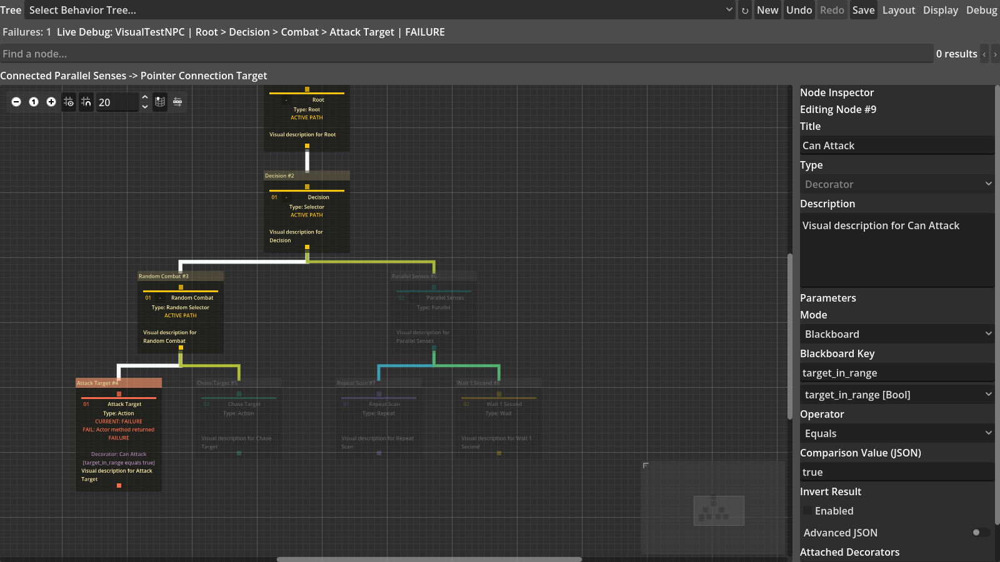 Tree Select Behavior Tree... New Undo Redo Save Layout Display Debug
Failures: 1 Live Debug: VisualTestNPC | Root > Decision > Combat > Attack Target | FAILURE
Find a node... 0 results ‹ ›
Connected Parallel Senses -> Pointer Connection Target
20
- Root
Type: Root
ACTIVE PATH
Visual description for Root
Decision #2
01 - Decision
Type: Selector
ACTIVE PATH
Visual description for
Decision
Random Combat #3
01 - Random Combat
Type: Random Selector
ACTIVE PATH
Visual description for
Random Combat
Parallel Senses #6
02 - Parallel Senses
Type: Parallel
Visual description for
Parallel Senses
Attack Target #4
01 Attack Target
Type: Action
CURRENT: FAILURE
FAIL: Actor method returned
FAILURE
Decorator: Can Attack
[target_in_range equals true]
Visual description for Attack
Target
Chase Target #5
02 Chase Target
Type: Action
Visual description for Chase
Target
Repeat Scan #7
01 Repeat Scan
Type: Repeat
Visual description for Repeat
Scan
Wait 1 Second #8
02 Wait 1 Second
Type: Wait
Visual description for Wait 1
Second
Node Inspector
Editing Node #9
Title
Can Attack
Type
Decorator
Description
Visual description for Can Attack
Parameters
Mode
Blackboard
Blackboard Key
target_in_range
target_in_range [Bool]
Operator
Equals
Comparison Value (JSON)
true
Invert Result
Enabled
Advanced JSON
Attached Decorators